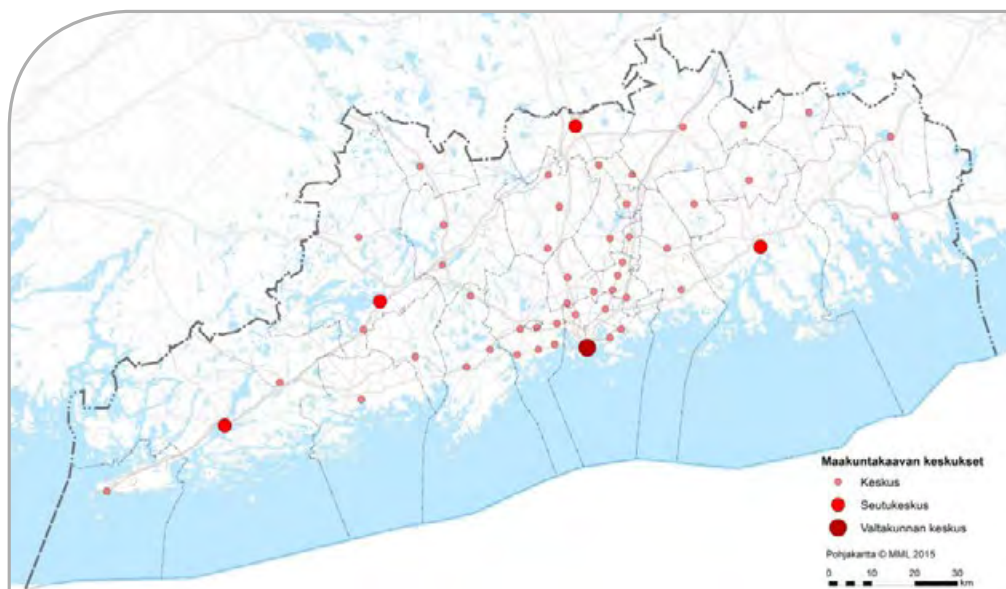 Maakuntakaavan keskukset
Keskus
Seutukeskus
Valtakunnan keskus
Pohjakartta © MML 2015
0 10 20 30
km